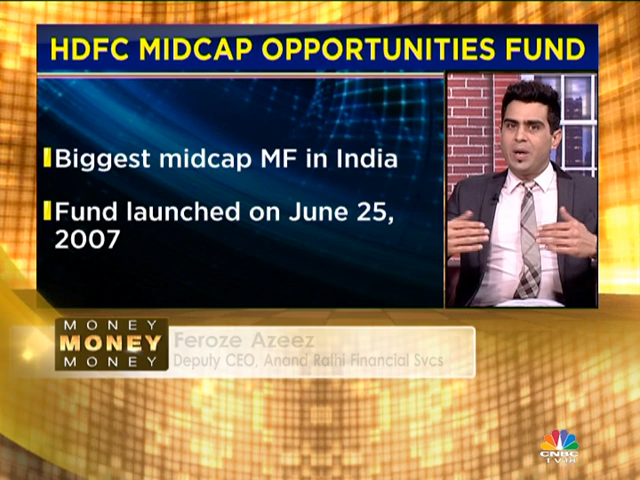 HDFC MIDCAP OPPORTUNITIES FUND
Biggest midcap MF in India
Fund launched on June 25,
2007
MONEY
MONEY
MONEY
Feroze Azeez
Deputy CEO, Anand Rathi Financial Svcs
CNBC
TV18